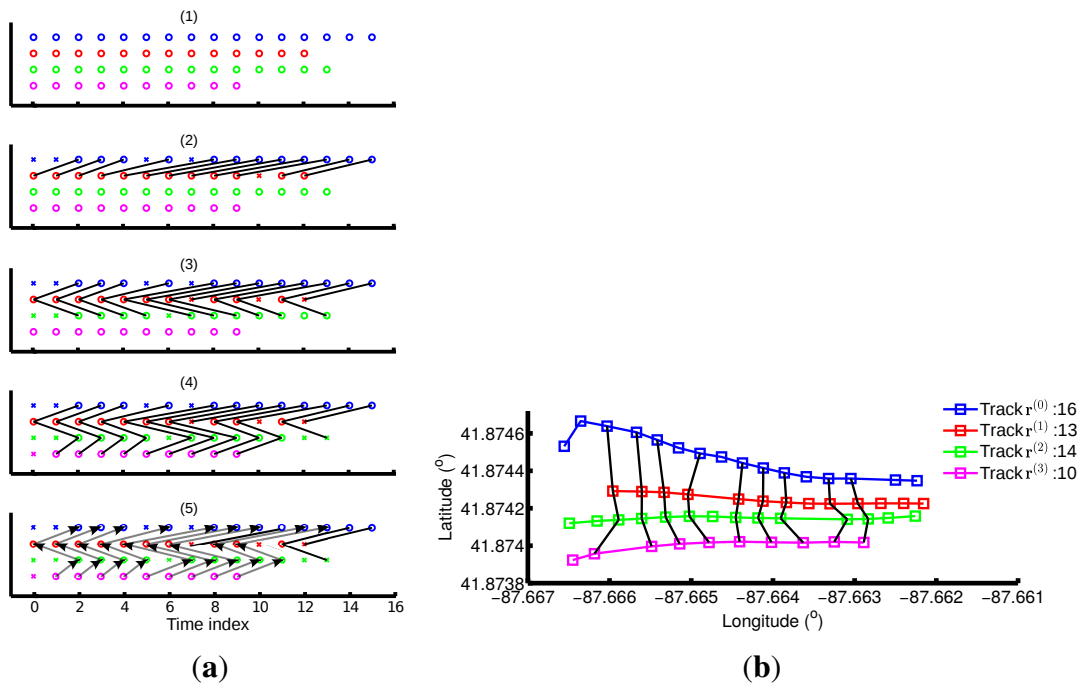 (1)
(2)
(3)
(4)
(5)
0 2 4 6 8 10 12 14 16
Time index
(a)
Track r(0) :16
Track r(1) :13
Track r(2) :14
Track r(3) :10
41.8746
41.8744
41.8742
41.874
41.8738
Latitude (o)
−87.667 −87.666 −87.665 −87.664 −87.663 −87.662 −87.661
Longitude (o)
(b)